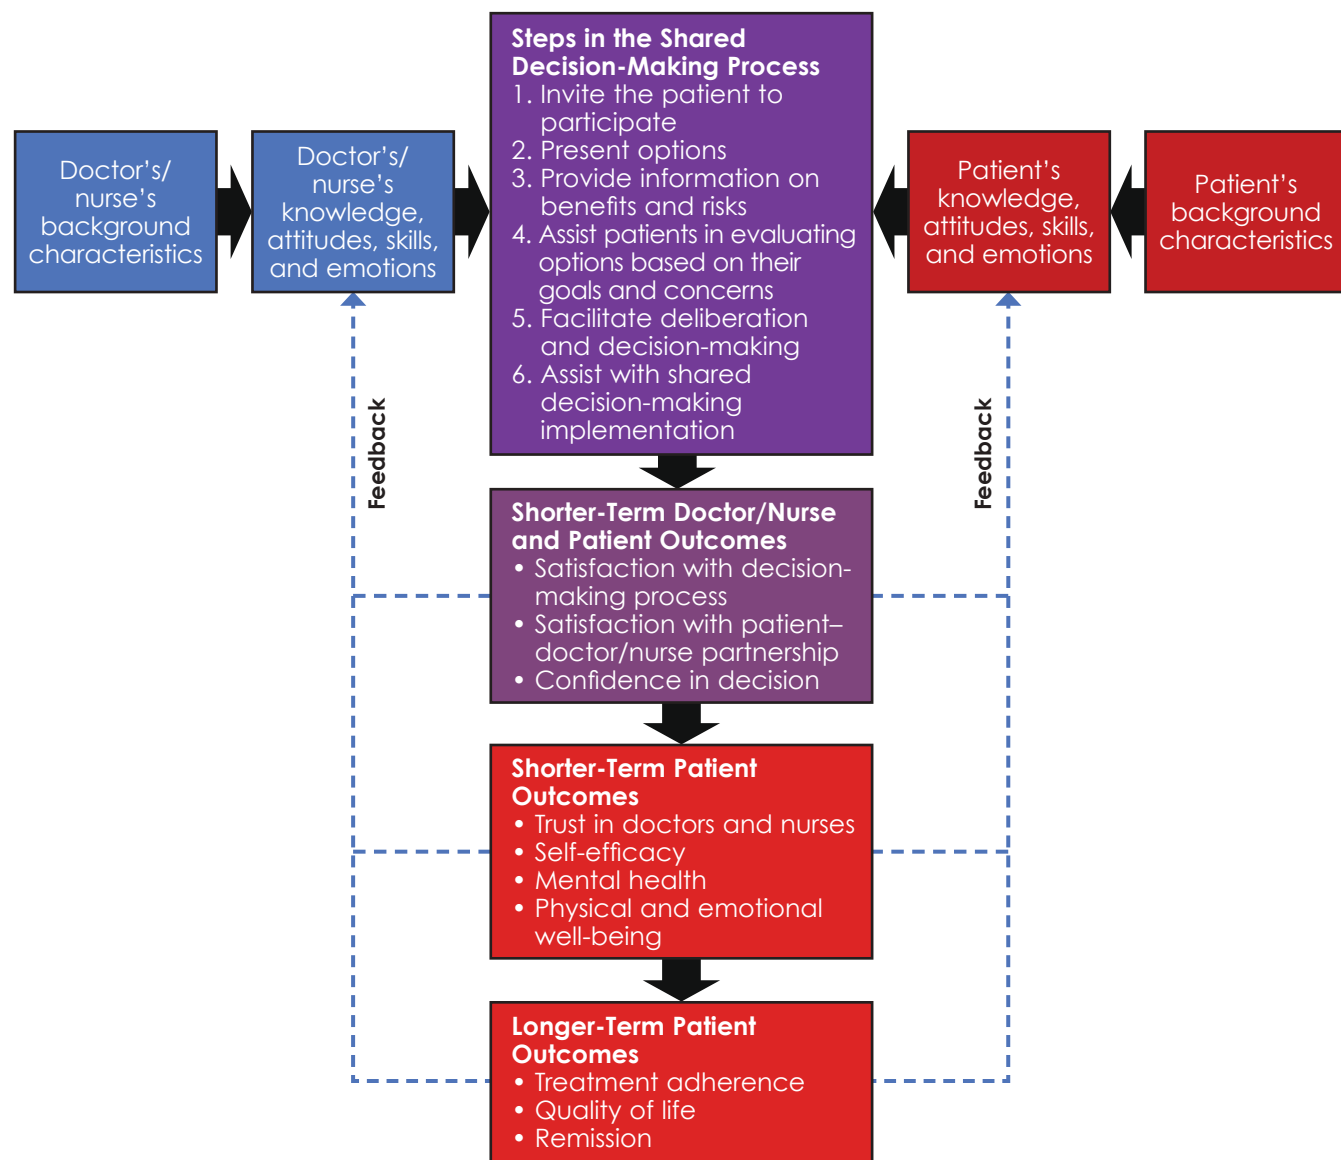 Steps in the Shared
Decision-Making Process
1. Invite the patient to
participate
2. Present options
3. Provide information on
benefits and risks
4. Assist patients in evaluating
options based on their
goals and concerns
5. Facilitate deliberation
and decision-making
6. Assist with shared
decision-making
implementation
Doctor’s/
nurse’s
background
characteristics
Doctor’s/
nurse’s
knowledge,
attitudes, skills,
and emotions
Patient’s
knowledge,
attitudes, skills,
and emotions
Patient’s
background
characteristics
Feedback
Feedback
Shorter-Term Doctor/Nurse
and Patient Outcomes
• Satisfaction with decision-
making process
• Satisfaction with patient–
doctor/nurse partnership
• Confidence in decision
Shorter-Term Patient
Outcomes
• Trust in doctors and nurses
• Self-efficacy
• Mental health
• Physical and emotional
well-being
Longer-Term Patient
Outcomes
• Treatment adherence
• Quality of life
• Remission